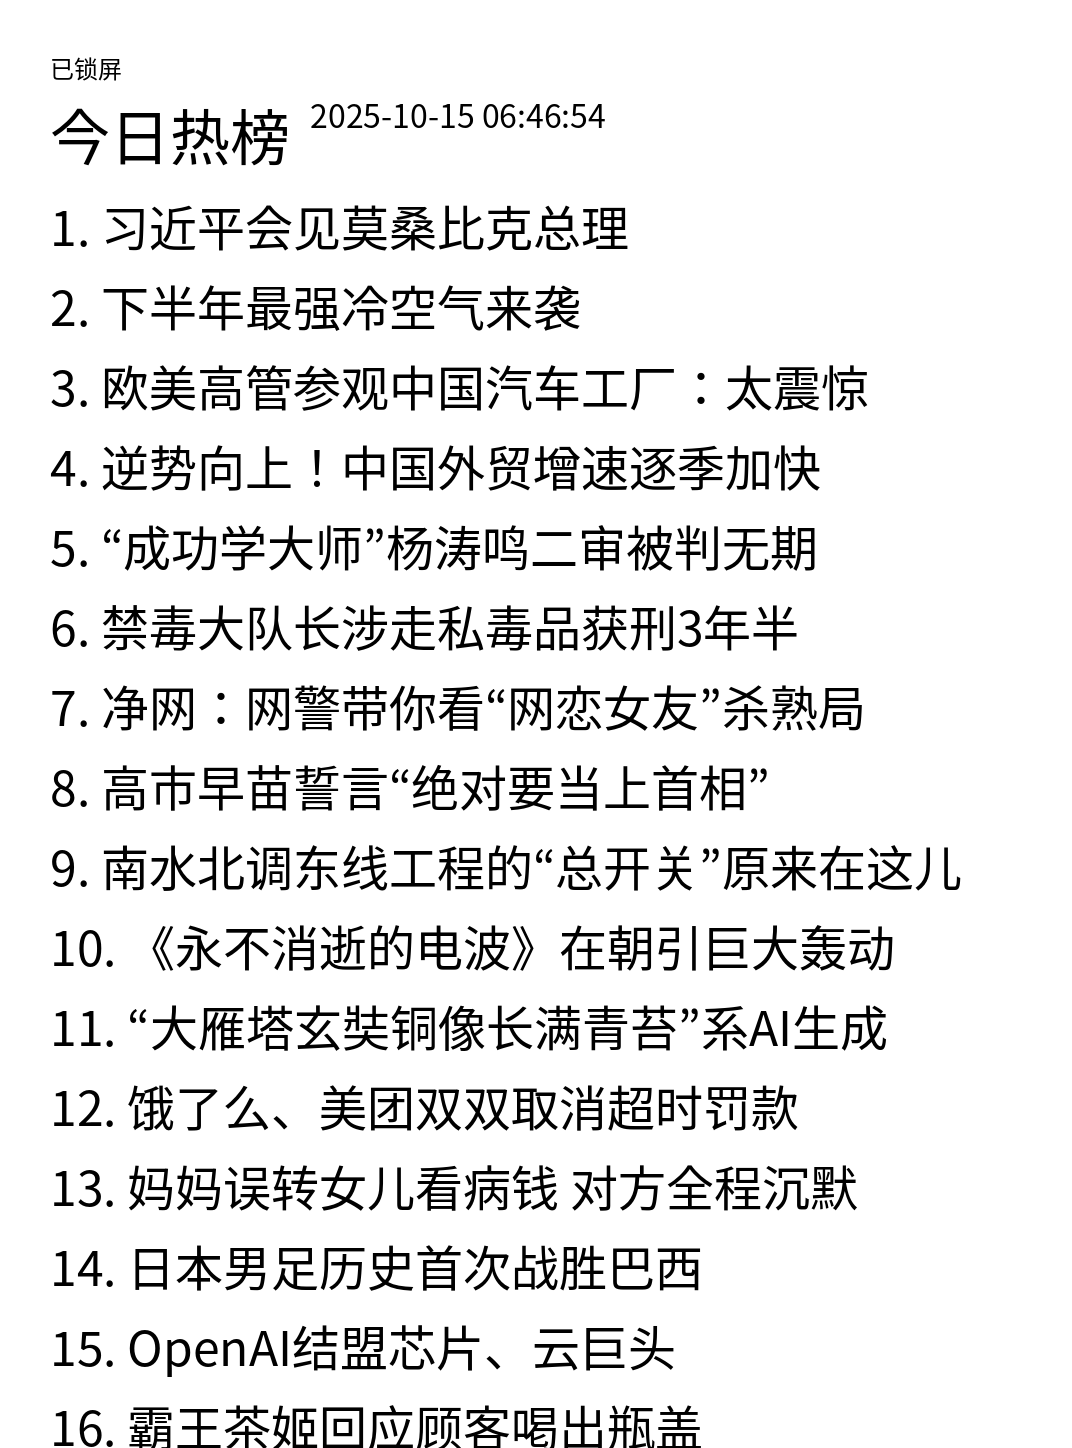 已锁屏
今日热榜 2025-10-15 06:46:54
1. 习近平会见莫桑比克总理
2. 下半年最强冷空气来袭
3. 欧美高管参观中国汽车工厂：太震惊
4. 逆势向上！中国外贸增速逐季加快
5. “成功学大师”杨涛鸣二审被判无期
6. 禁毒大队长涉走私毒品获刑3年半
7. 净网：网警带你看“网恋女友”杀熟局
8. 高市早苗誓言“绝对要当上首相”
9. 南水北调东线工程的“总开关”原来在这儿
10. 《永不消逝的电波》在朝引巨大轰动
11. “大雁塔玄奘铜像长满青苔”系AI生成
12. 饿了么、美团双双取消超时罚款
13. 妈妈误转女儿看病钱 对方全程沉默
14. 日本男足历史首次战胜巴西
15. OpenAI结盟芯片、云巨头
16. 霸王茶姬回应顾客喝出瓶盖